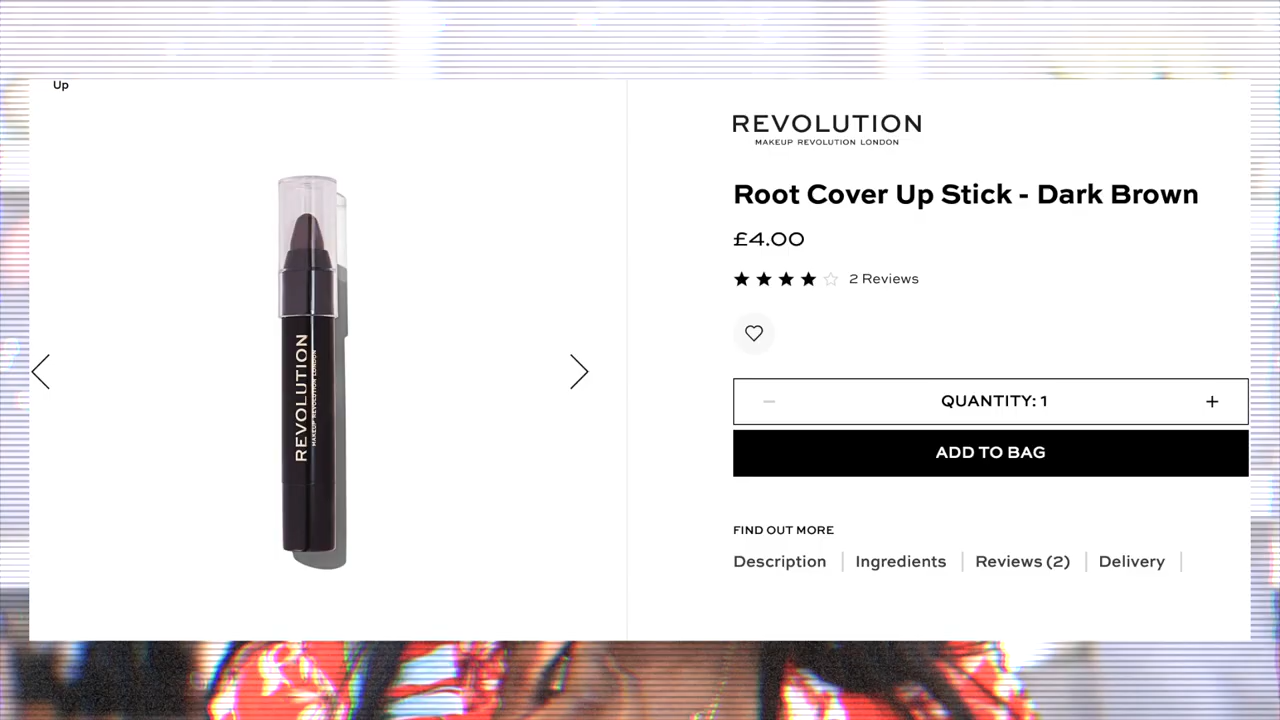 Up
REVOLUTION
MAKEUP REVOLUTION LONDON
REVOLUTION
MAKEUP REVOLUTION LONDON
Root Cover Up Stick - Dark Brown
£4.00
2 Reviews
QUANTITY: 1
ADD TO BAG
FIND OUT MORE
Description
Ingredients
Reviews (2)
Delivery